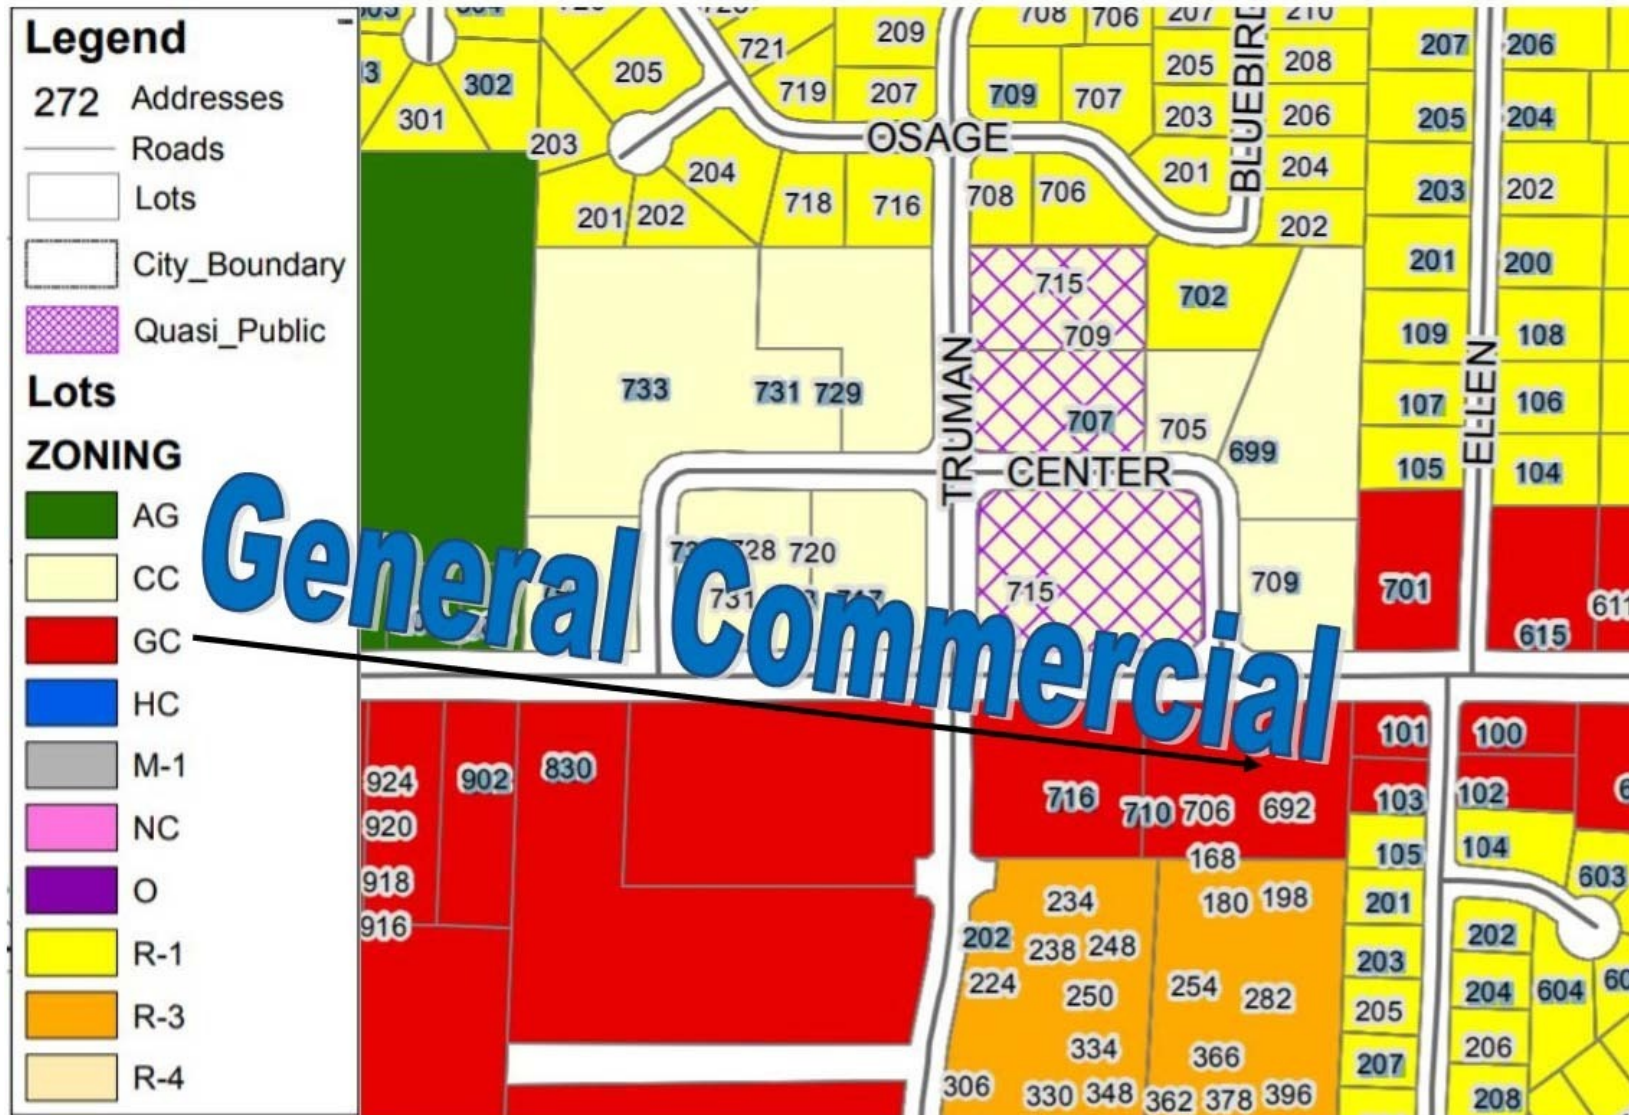 Legend
272 Addresses
Roads
Lots
City_Boundary
Quasi_Public
Lots
ZONING
AG
CC
GC
HC
M-1
NC
O
R-1
R-3
R-4
General Commercial
708 706 207 210
721 209 207 206
302 205 205 208
719 207 709 707
301 203 206 205 204
203 OSAGE BLUEBIRD
204 201 204
718 716 708 706 203 202
201 202 202
715 702 201 200
709 109 108
TRUMAN ELLEN
733 731 729 107 106
707 705
699 105 104
CENTER
728 720
709 701
731 715 611
615
101 100
924 902 830
716 710 706 692 103 102
920
168 105 104
918 603
234 180 198 201
916
202 238 248 202
203
224 250 254 282 204 604
205
334 366 206
207
306 330 348 362 378 396 208